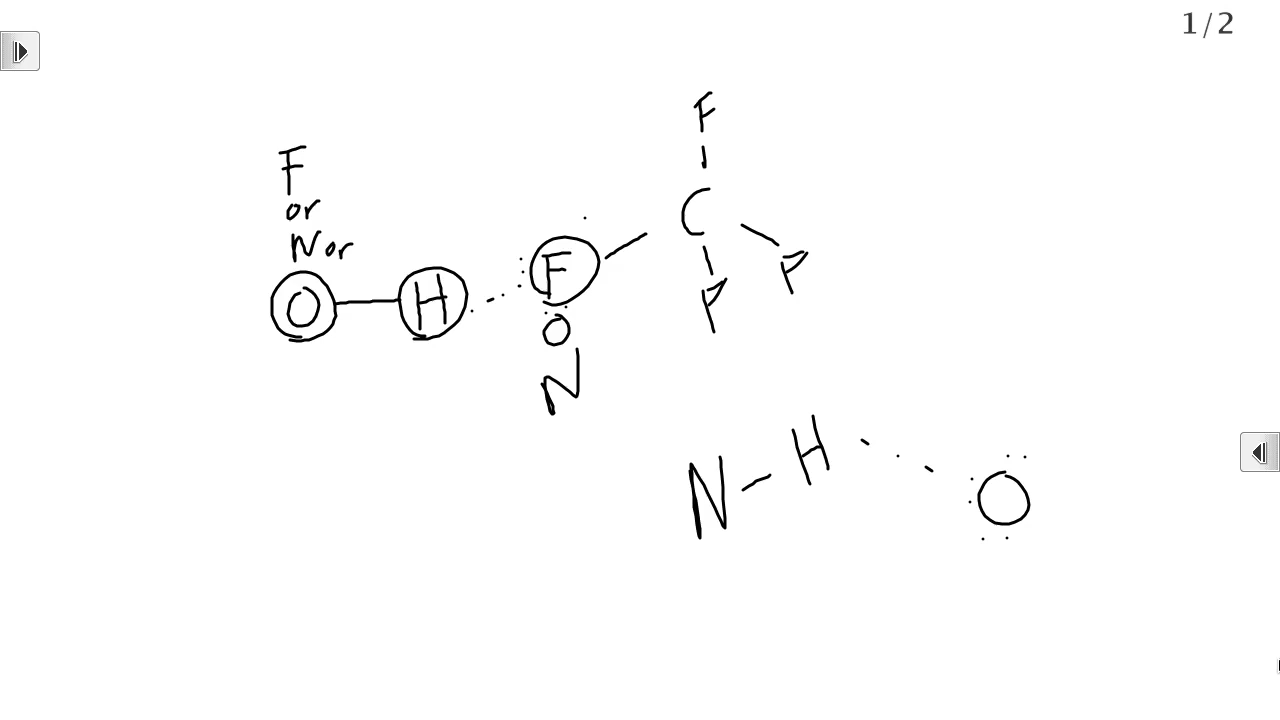 1/2
F
or
N or
O H F C F
P P
O
N
N H O